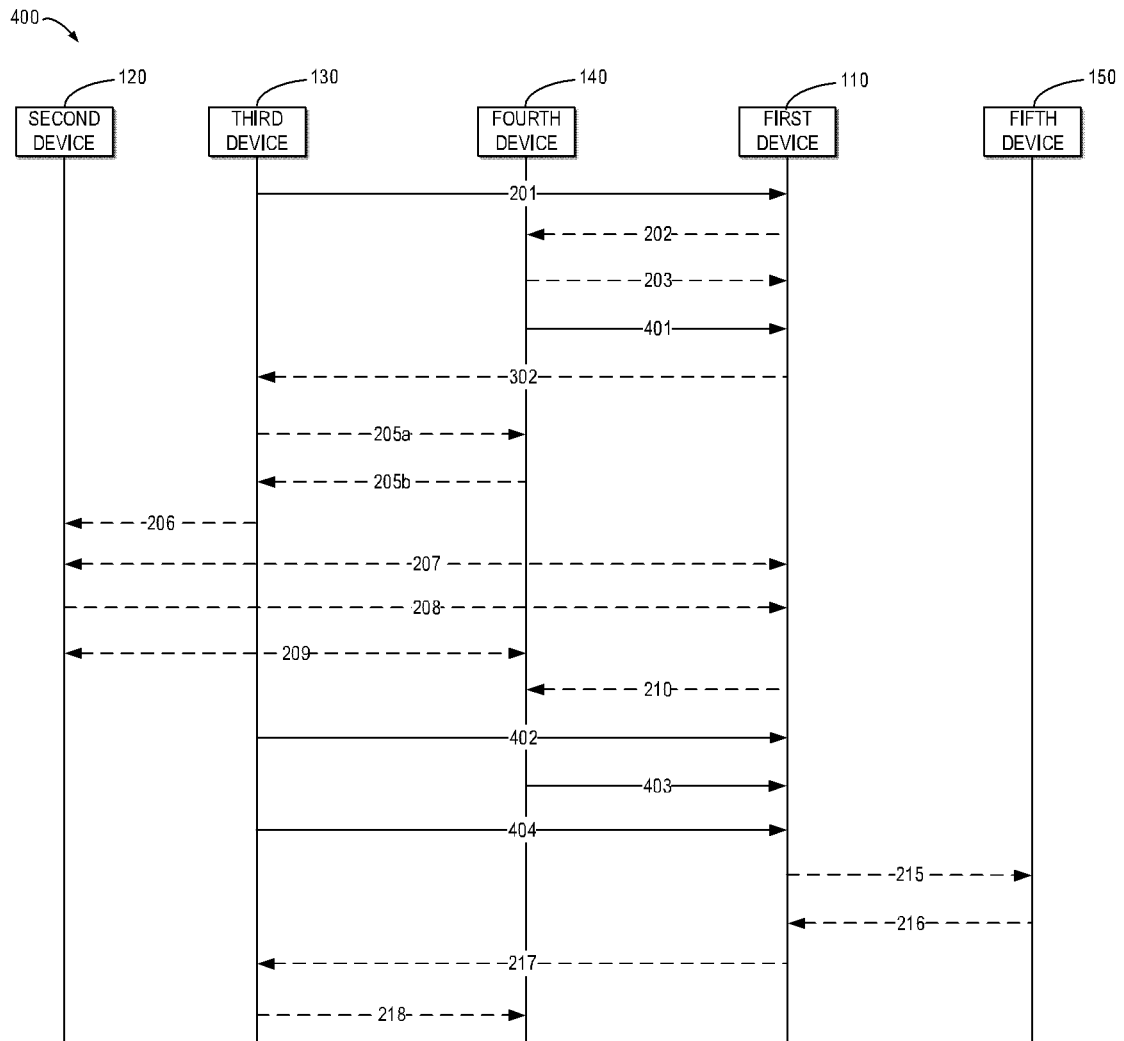 400
120
130
140
110
150
SECOND
DEVICE
THIRD
DEVICE
FOURTH
DEVICE
FIRST
DEVICE
FIFTH
DEVICE
201
202
203
401
302
205a
205b
206
207
208
209
210
402
403
404
215
216
217
218